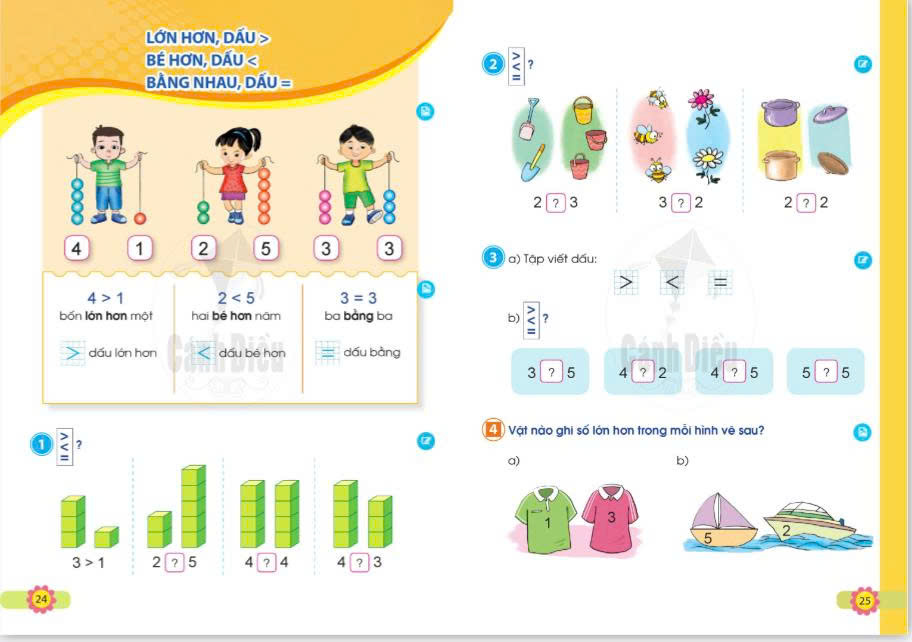 LỚN HƠN, DẤU >
BÉ HƠN, DẤU <
BẰNG NHAU, DẤU =
4 1 2 5 3 3
4 > 1
bốn lớn hơn một
> dấu lớn hơn
2 < 5
hai bé hơn năm
< dấu bé hơn
3 = 3
ba bằng ba
= dấu bằng
Cánh Diều
1 > < = ?
3 > 1 2 ? 5 4 ? 4 4 ? 3
24
2 > < = ?
2 ? 3 3 ? 2 2 ? 2
3 a) Tập viết dấu:
> < =
b) > < = ?
Cánh Diều
3 ? 5 4 ? 2 4 ? 5 5 ? 5
4 Vật nào ghi số lớn hơn trong mỗi hình vẽ sau?
a) b)
1 3 5 2
25